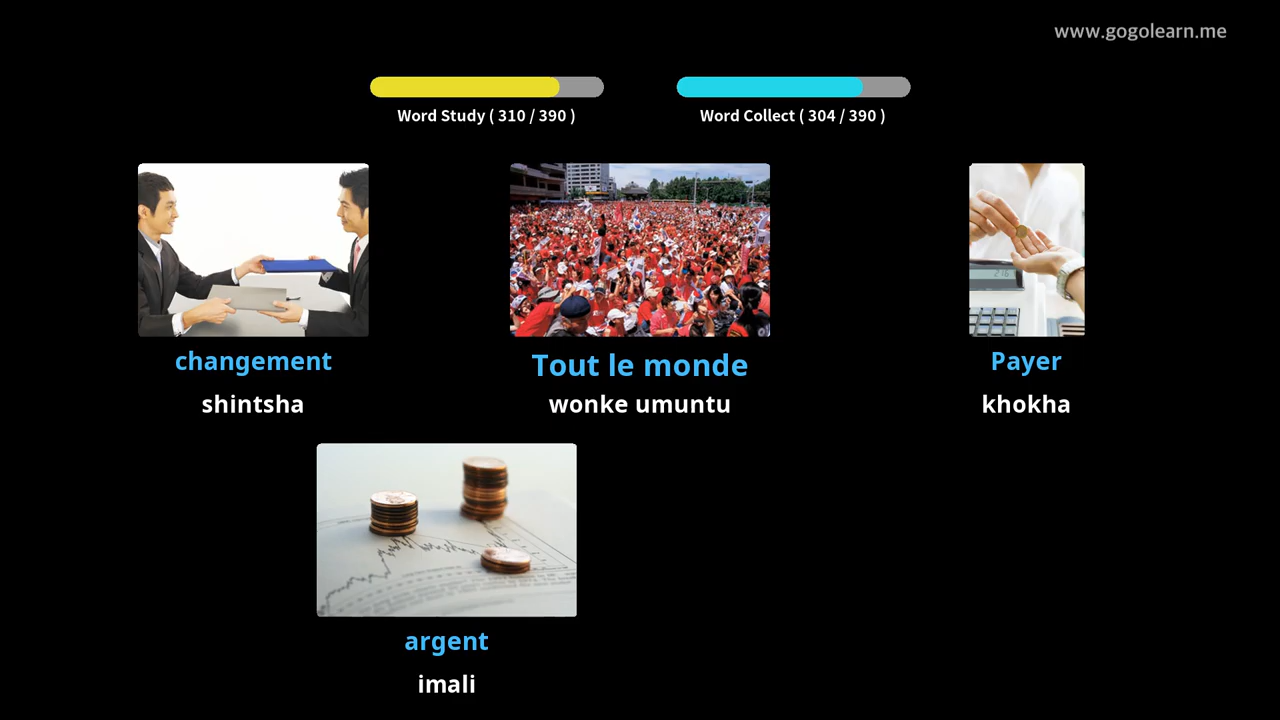 www.gogolearn.me
Word Study ( 310 / 390 )
Word Collect ( 304 / 390 )
changement
shintsha
Tout le monde
wonke umuntu
Payer
khokha
argent
imali